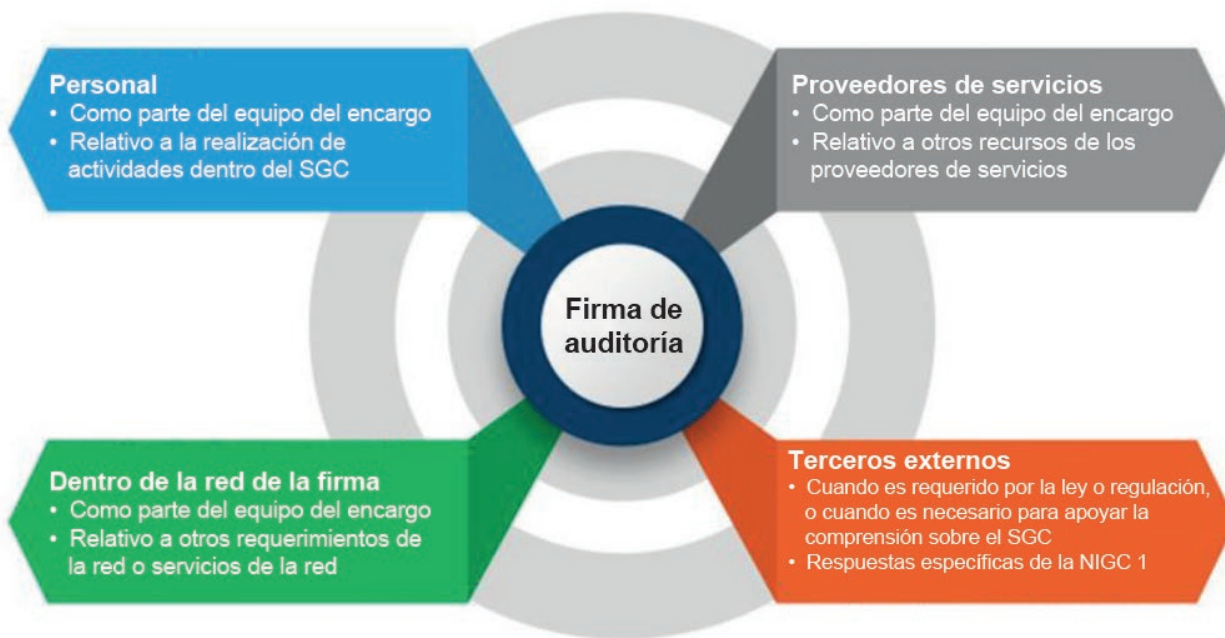 Personal
• Como parte del equipo del encargo
• Relativo a la realización de
actividades dentro del SGC
Proveedores de servicios
• Como parte del equipo del encargo
• Relativo a otros recursos de los
proveedores de servicios
Firma de
auditoría
Dentro de la red de la firma
• Como parte del equipo del encargo
• Relativo a otros requerimientos de
la red o servicios de la red
Terceros externos
• Cuando es requerido por la ley o regulación,
o cuando es necesario para apoyar la
comprensión sobre el SGC
• Respuestas específicas de la NIGC 1